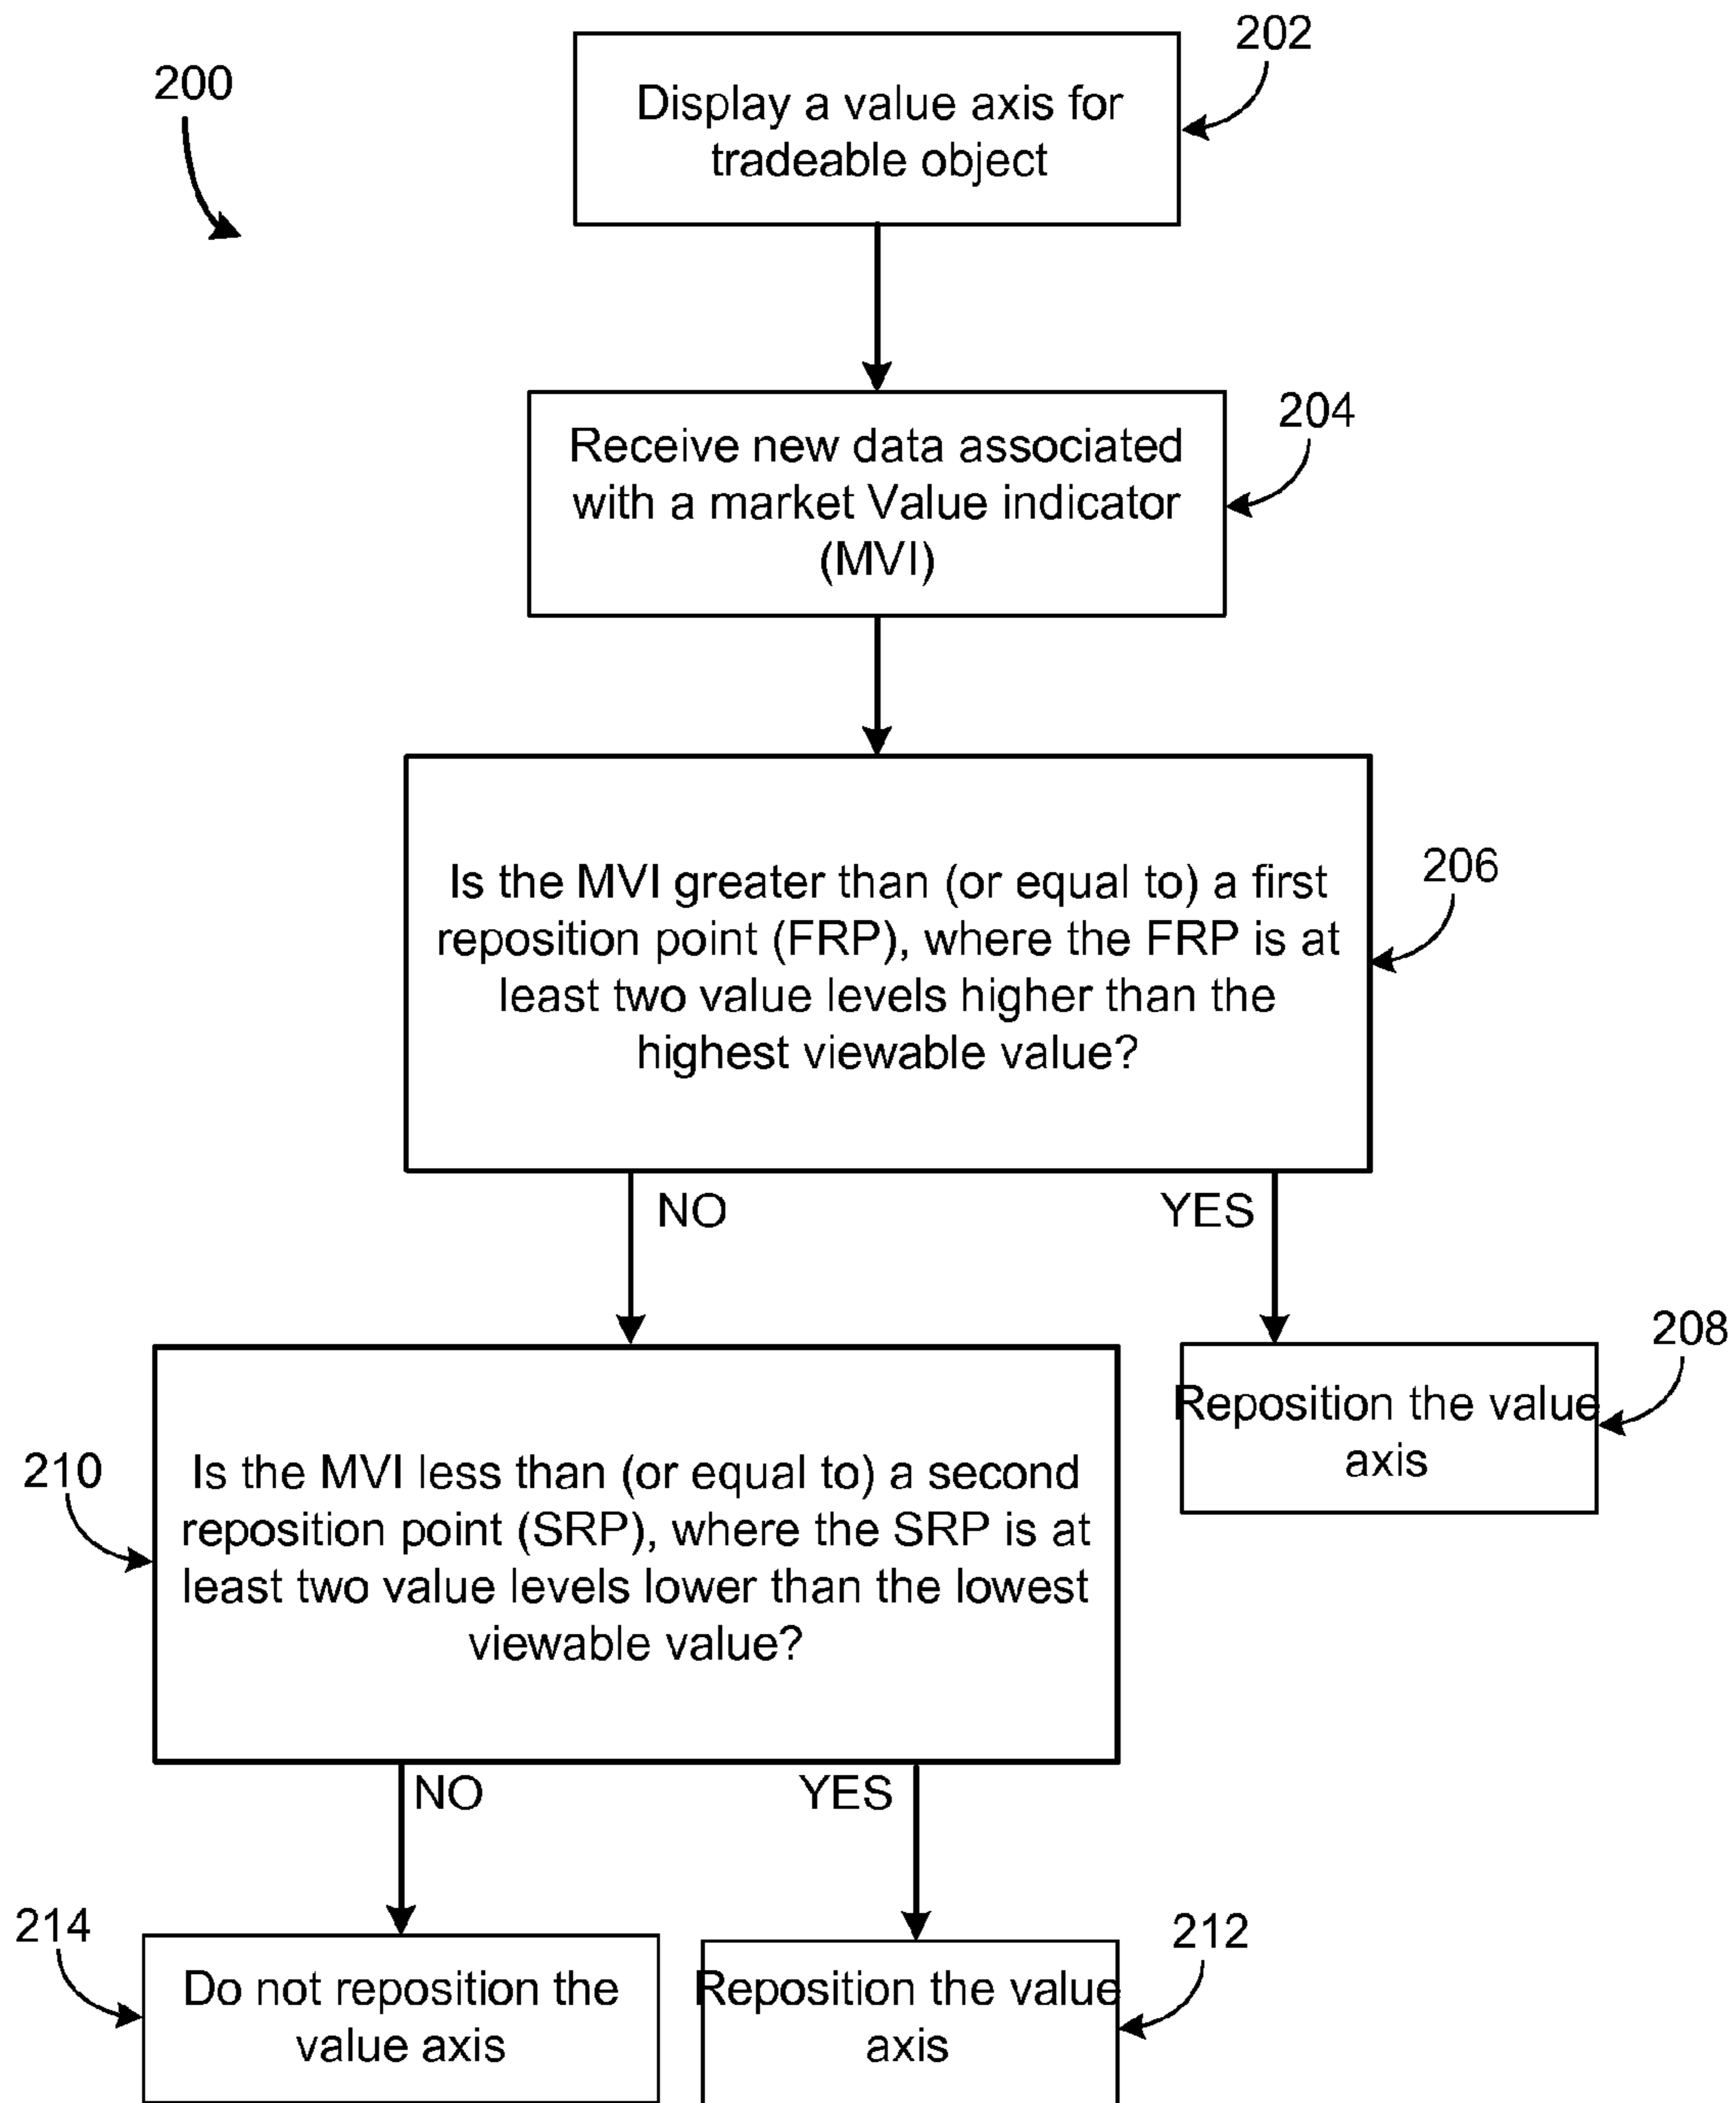 202
200
Display a value axis for
tradeable object
204
Receive new data associated
with a market Value indicator
(MVI)
206
Is the MVI greater than (or equal to) a first
reposition point (FRP), where the FRP is at
least two value levels higher than the
highest viewable value?
NO
YES
208
Reposition the value
axis
210
Is the MVI less than (or equal to) a second
reposition point (SRP), where the SRP is at
least two value levels lower than the lowest
viewable value?
NO
YES
214
212
Do not reposition the
value axis
Reposition the value
axis